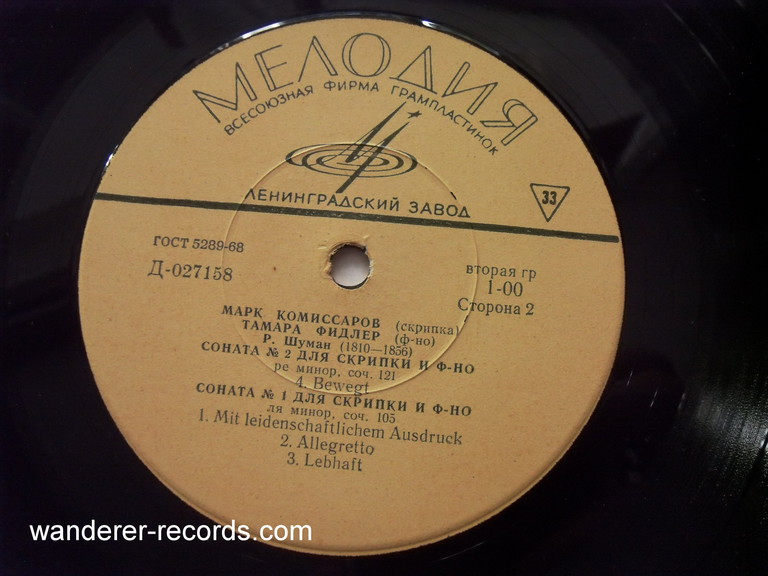 МЕЛОДИЯ
ВСЕСОЮЗНАЯ ФИРМА ГРАМПЛАСТИНОК
ЛЕНИНГРАДСКИЙ ЗАВОД
33
ГОСТ 5289-68
Д-027158
вторая гр
1-00
Сторона 2
МАРК КОМИССАРОВ (скрипка)
ТАМАРА ФИДЛЕР (ф-но)
Р. Шуман (1810—1856)
СОНАТА № 2 ДЛЯ СКРИПКИ И Ф-НО
ре минор, соч. 121
4. Bewegt
СОНАТА № 1 ДЛЯ СКРИПКИ И Ф-НО
ля минор, соч. 105
1. Mit leidenschaftlichem Ausdruck
2. Allegretto
3. Lebhaft
wanderer-records.com